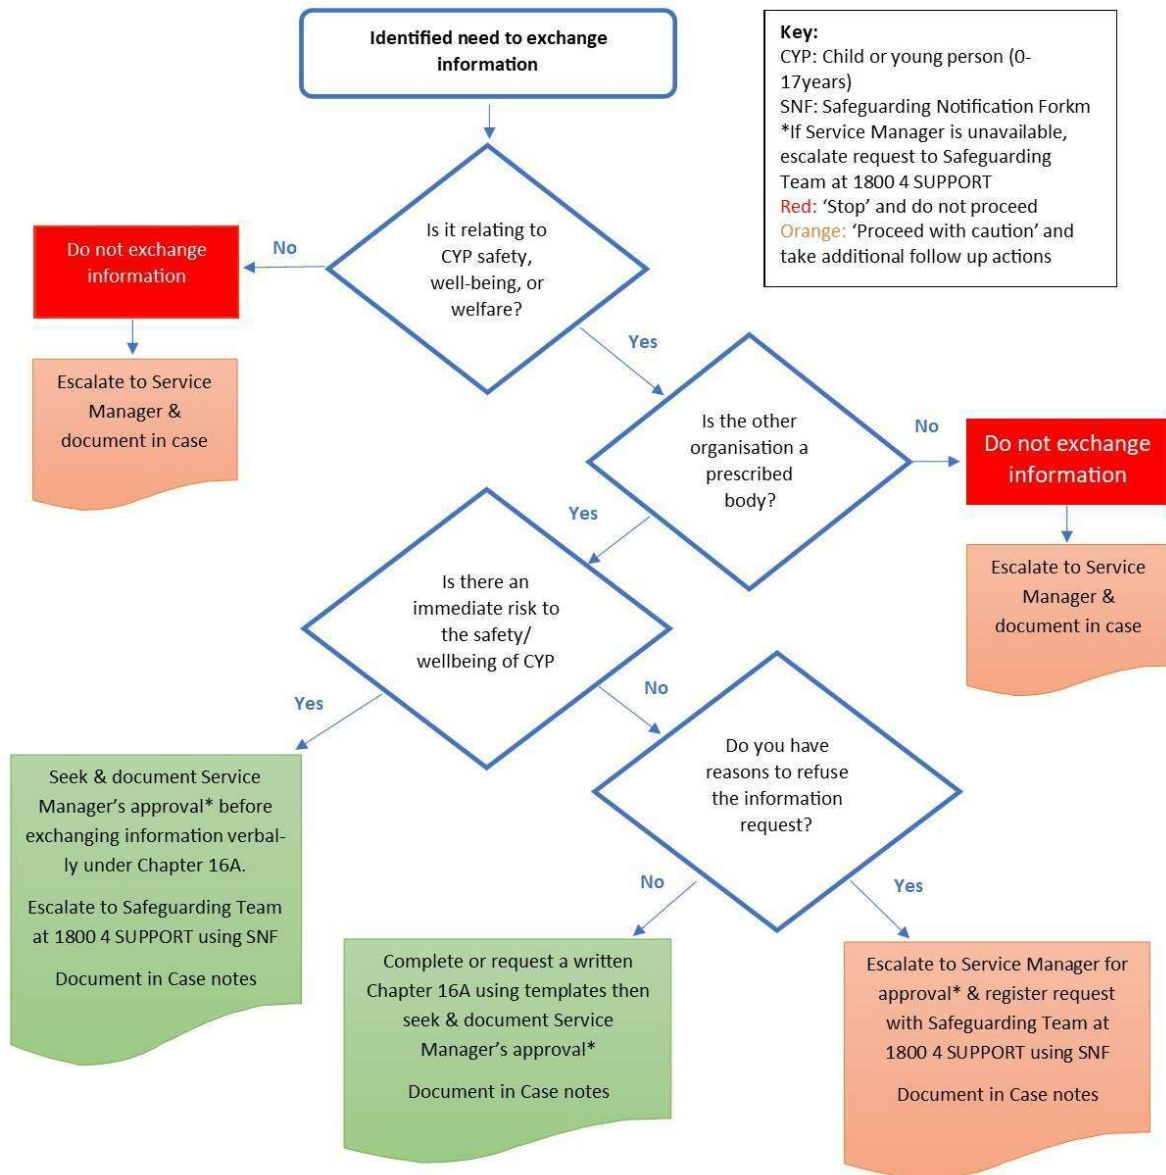 Identified need to exchange
information
Key:
CYP: Child or young person (0-
17years)
SNF: Safeguarding Notification Forkm
*If Service Manager is unavailable,
escalate request to Safeguarding
Team at 1800 4 SUPPORT
Red: ‘Stop’ and do not proceed
Orange: ‘Proceed with caution’ and
take additional follow up actions
Is it relating to
CYP safety,
well-being, or
welfare?
No
Do not exchange
information
Escalate to Service
Manager &
document in case
Yes
Is the other
organisation a
prescribed
body?
No
Do not exchange
information
Escalate to Service
Manager &
document in case
Yes
Is there an
immediate risk to
the safety/
wellbeing of CYP
Yes
Seek & document Service
Manager’s approval* before
exchanging information verbal-
ly under Chapter 16A.
Escalate to Safeguarding Team
at 1800 4 SUPPORT using SNF
Document in Case notes
No
Do you have
reasons to refuse
the information
request?
No
Complete or request a written
Chapter 16A using templates then
seek & document Service
Manager’s approval*
Document in Case notes
Yes
Escalate to Service Manager for
approval* & register request
with Safeguarding Team at
1800 4 SUPPORT using SNF
Document in Case notes